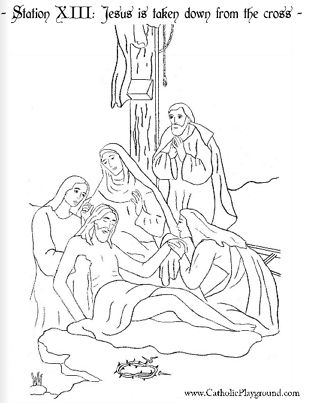 - Station XIII: Jesus is taken down from the cross -
www.CatholicPlayground.com